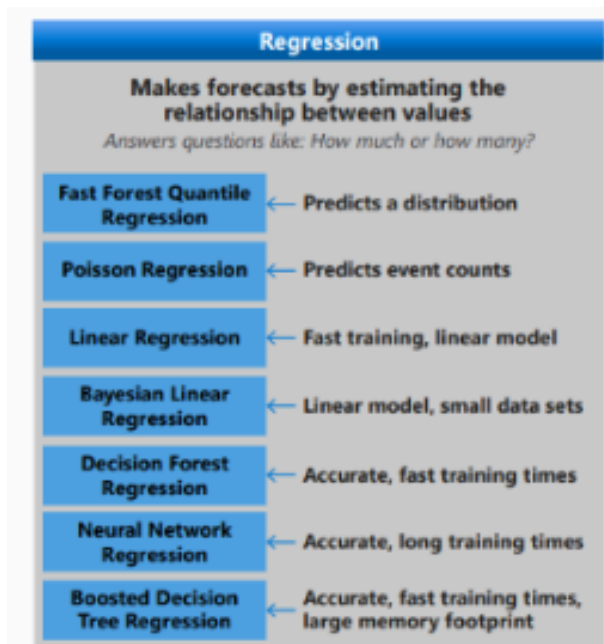 Regression
Makes forecasts by estimating the
relationship between values
Answers questions like: How much or how many?
Fast Forest Quantile
Regression
Predicts a distribution
Poisson Regression
Predicts event counts
Linear Regression
Fast training, linear model
Bayesian Linear
Regression
Linear model, small data sets
Decision Forest
Regression
Accurate, fast training times
Neural Network
Regression
Accurate, long training times
Boosted Decision
Tree Regression
Accurate, fast training times,
large memory footprint